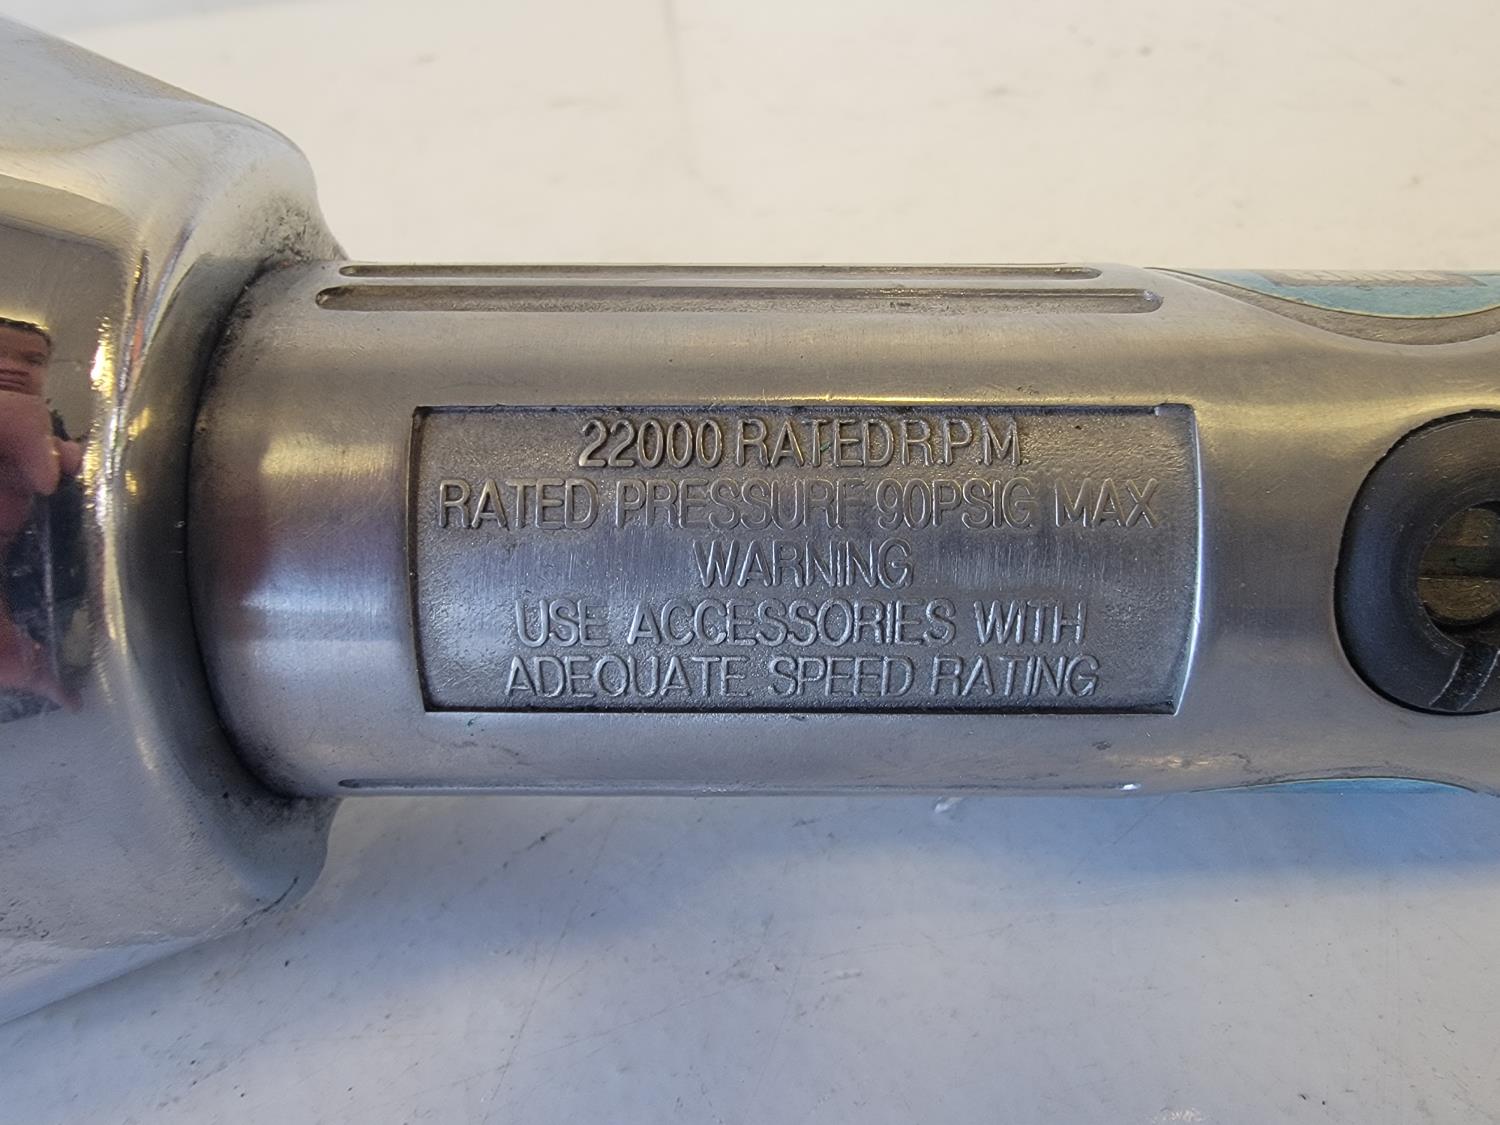 22000 RATED R.P.M.
RATED PRESSURE 90PSIG MAX
WARNING
USE ACCESSORIES WITH
ADEQUATE SPEED RATING